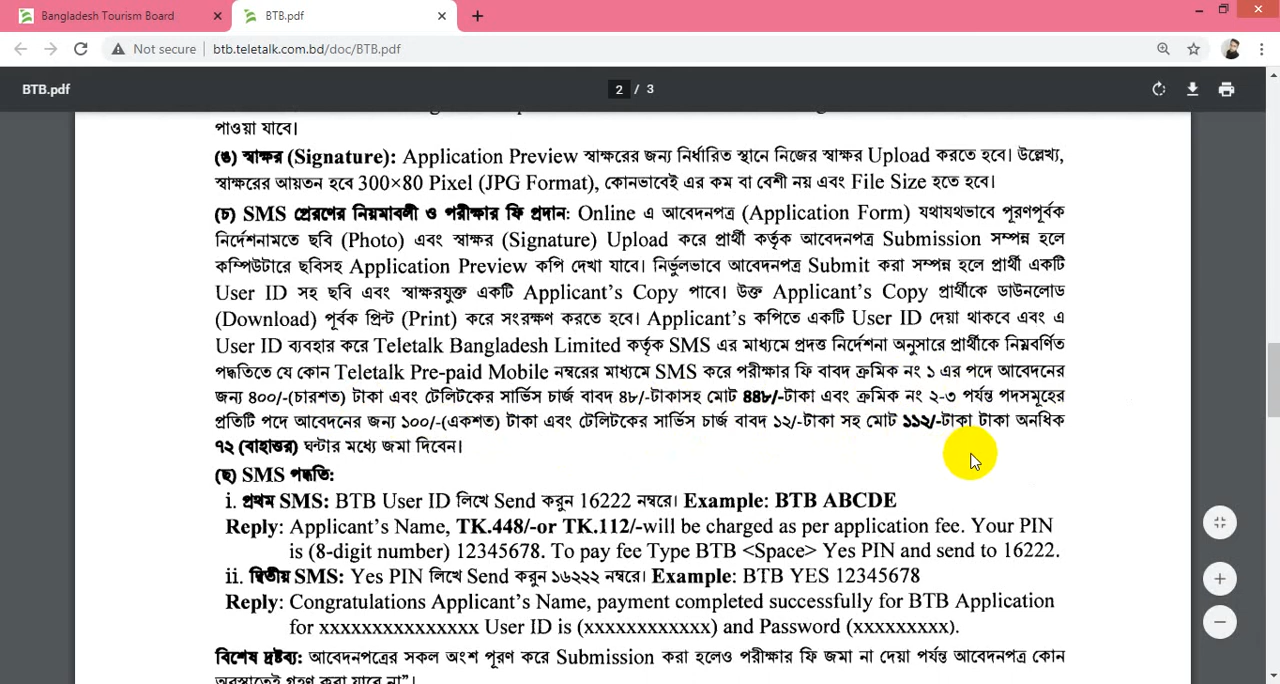 Bangladesh Tourism Board
BTB.pdf
Not secure
btb.teletalk.com.bd/doc/BTB.pdf
BTB.pdf
2 / 3
পাওয়া যাবে।
(ঙ) স্বাক্ষর (Signature): Application Preview স্বাক্ষরের জন্য নির্ধারিত স্থানে নিজের স্বাক্ষর Upload করতে হবে। উল্লেখ্য,
স্বাক্ষরের আয়তন হবে 300×80 Pixel (JPG Format), কোনভাবেই এর কম বা বেশী নয় এবং File Size হতে হবে।
(চ) SMS প্রেরণের নিয়মাবলী ও পরীক্ষার ফি প্রদান: Online এ আবেদনপত্র (Application Form) যথাযথভাবে পূরণপূর্বক
নির্দেশনামতে ছবি (Photo) এবং স্বাক্ষর (Signature) Upload করে প্রার্থী কর্তৃক আবেদনপত্র Submission সম্পন্ন হলে
কম্পিউটারে ছবিসহ Application Preview কপি দেখা যাবে। নির্ভুলভাবে আবেদনপত্র Submit করা সম্পন্ন হলে প্রার্থী একটি
User ID সহ ছবি এবং স্বাক্ষরযুক্ত একটি Applicant's Copy পাবে। উক্ত Applicant's Copy প্রার্থীকে ডাউনলোড
(Download) পূর্বক প্রিন্ট (Print) করে সংরক্ষণ করতে হবে। Applicant's কপিতে একটি User ID দেয়া থাকবে এবং এ
User ID ব্যবহার করে Teletalk Bangladesh Limited কর্তৃক SMS এর মাধ্যমে প্রদত্ত নির্দেশনা অনুসারে প্রার্থীকে নিম্নবর্ণিত
পদ্ধতিতে যে কোন Teletalk Pre-paid Mobile নম্বরের মাধ্যমে SMS করে পরীক্ষার ফি বাবদ ক্রমিক নং ১ এর পদে আবেদনের
জন্য ৪০০/-(চারশত) টাকা এবং টেলিটকের সার্ভিস চার্জ বাবদ ৪৮/-টাকাসহ মোট ৪৪৮/-টাকা এবং ক্রমিক নং ২-৩ পর্যন্ত পদসমূহের
প্রতিটি পদে আবেদনের জন্য ১০০/-(একশত) টাকা এবং টেলিটকের সার্ভিস চার্জ বাবদ ১২/-টাকা সহ মোট ১১২/-টাকা টাকা অনধিক
৭২ (বাহাত্তর) ঘন্টার মধ্যে জমা দিবেন।
(ছ) SMS পদ্ধতি:
i. প্রথম SMS: BTB User ID লিখে Send করুন 16222 নম্বরে। Example: BTB ABCDE
Reply: Applicant's Name, TK.448/-or TK.112/-will be charged as per application fee. Your PIN
is (8-digit number) 12345678. To pay fee Type BTB <Space> Yes PIN and send to 16222.
ii. দ্বিতীয় SMS: Yes PIN লিখে Send করুন ১৬২২২ নম্বরে। Example: BTB YES 12345678
Reply: Congratulations Applicant's Name, payment completed successfully for BTB Application
for xxxxxxxxxxxxxxx User ID is (xxxxxxxxxxxx) and Password (xxxxxxxxx).
বিশেষ দ্রষ্টব্য: আবেদনপত্রের সকল অংশ পূরণ করে Submission করা হলেও পরীক্ষার ফি জমা না দেয়া পর্যন্ত আবেদনপত্র কোন
অবস্থাতেই গ্রহণ করা যাবে না"।